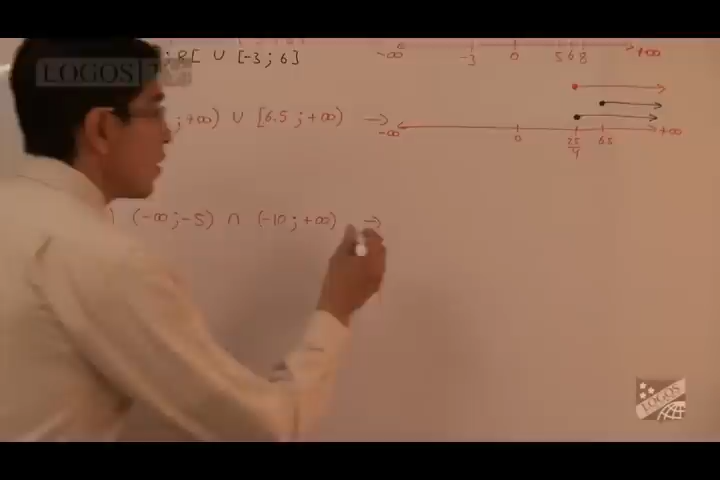 ; 8[ ∪ [-3 ; 6]
-∞ -3 0 5 6 8 +∞
LOGOS TV
; +∞) ∪ [6.5 ; +∞) →
-∞ 0 25/4 6.5 +∞
) (-∞ ; -5) ∩ (-10 ; +∞) →
LOGOS